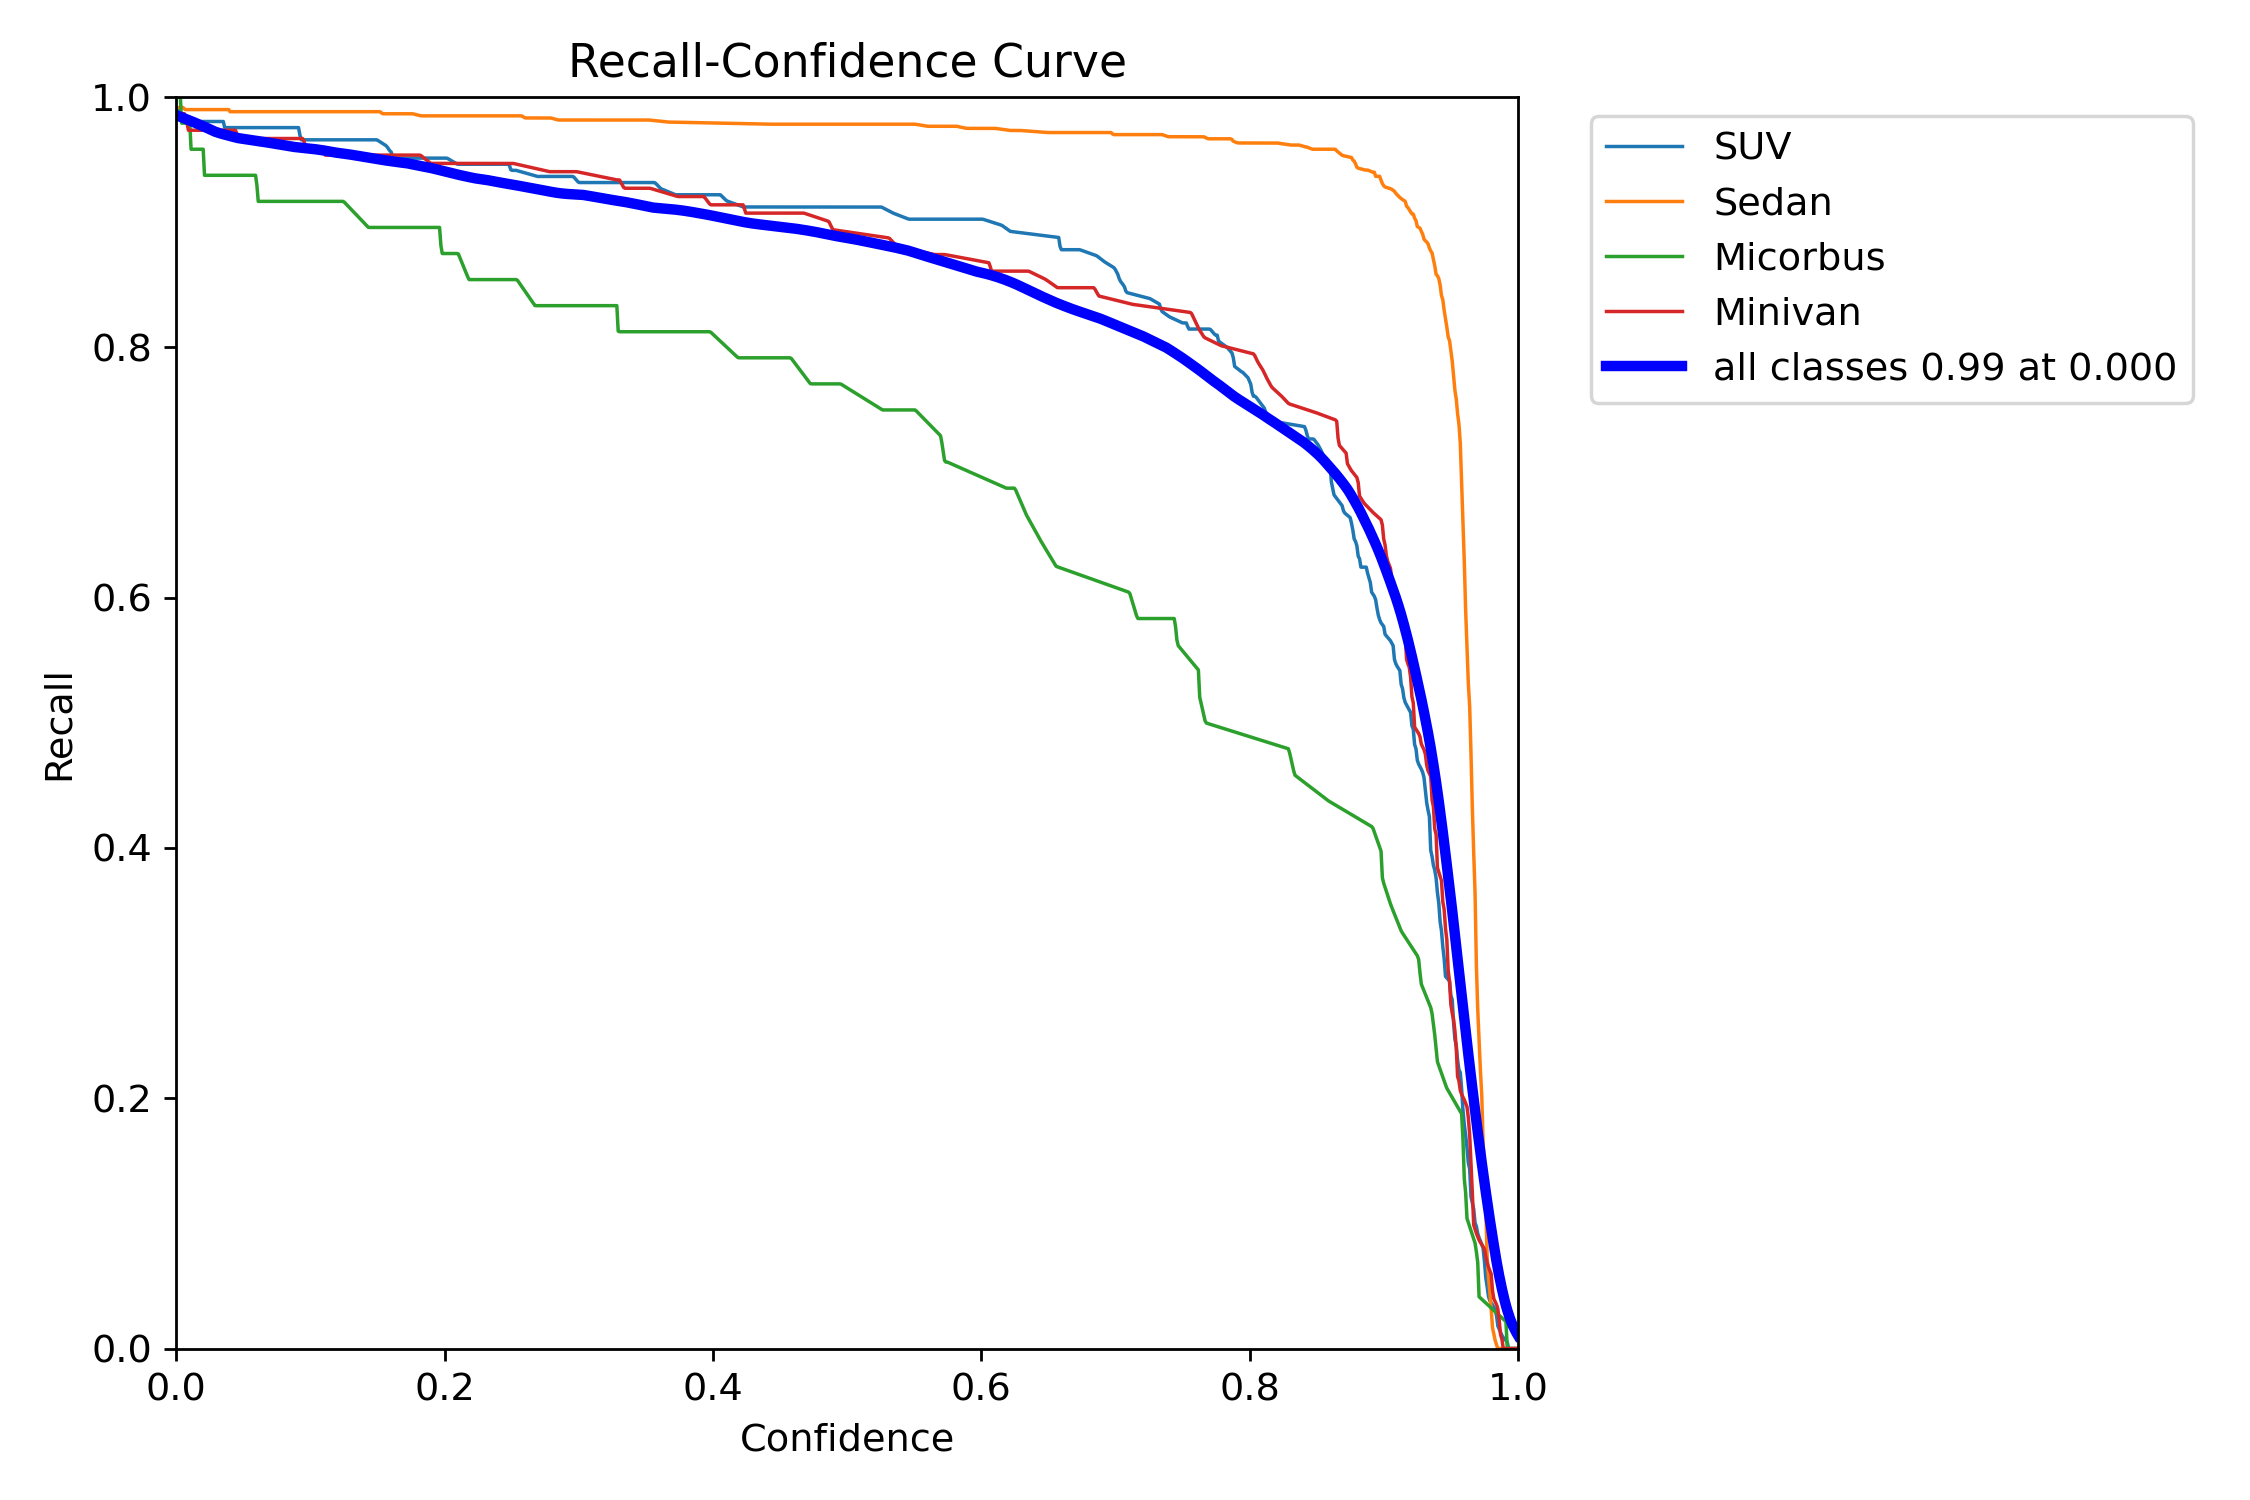 Recall-Confidence Curve
1.0
0.8
0.6
0.4
0.2
0.0
Recall
0.0 0.2 0.4 0.6 0.8 1.0
Confidence
SUV
Sedan
Micorbus
Minivan
all classes 0.99 at 0.000